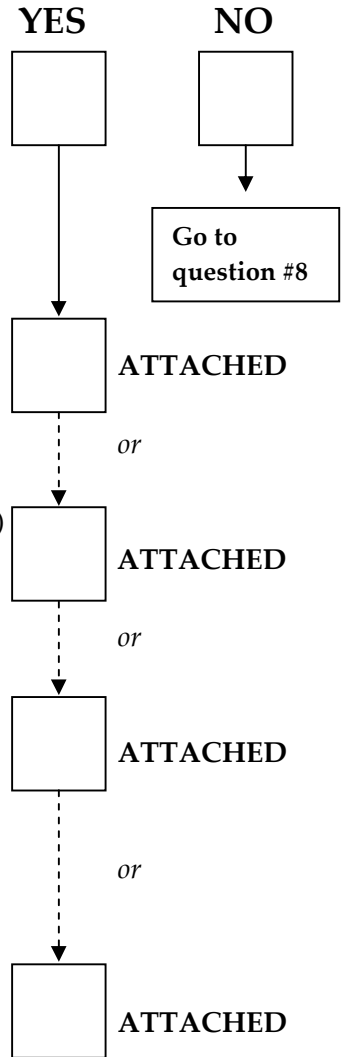 YES NO
Go to
question #8
ATTACHED
or
)
ATTACHED
or
ATTACHED
or
ATTACHED